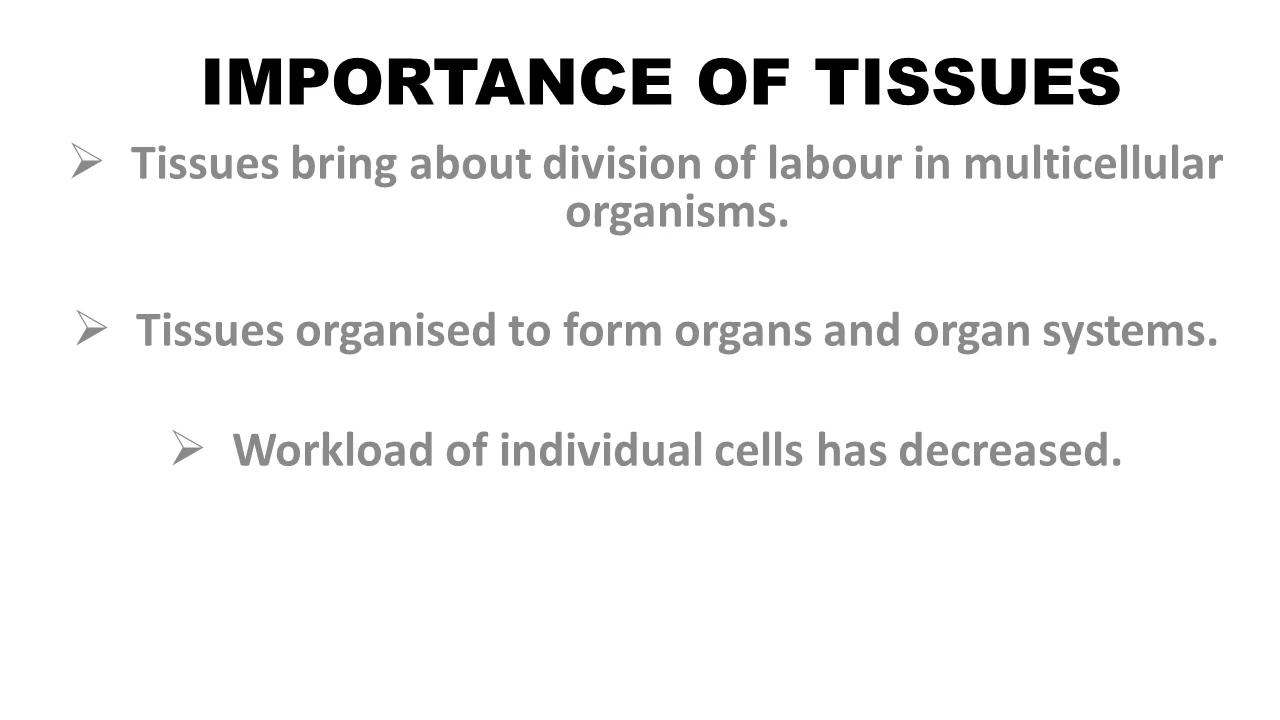 IMPORTANCE OF TISSUES
➢ Tissues bring about division of labour in multicellular
organisms.
➢ Tissues organised to form organs and organ systems.
➢ Workload of individual cells has decreased.